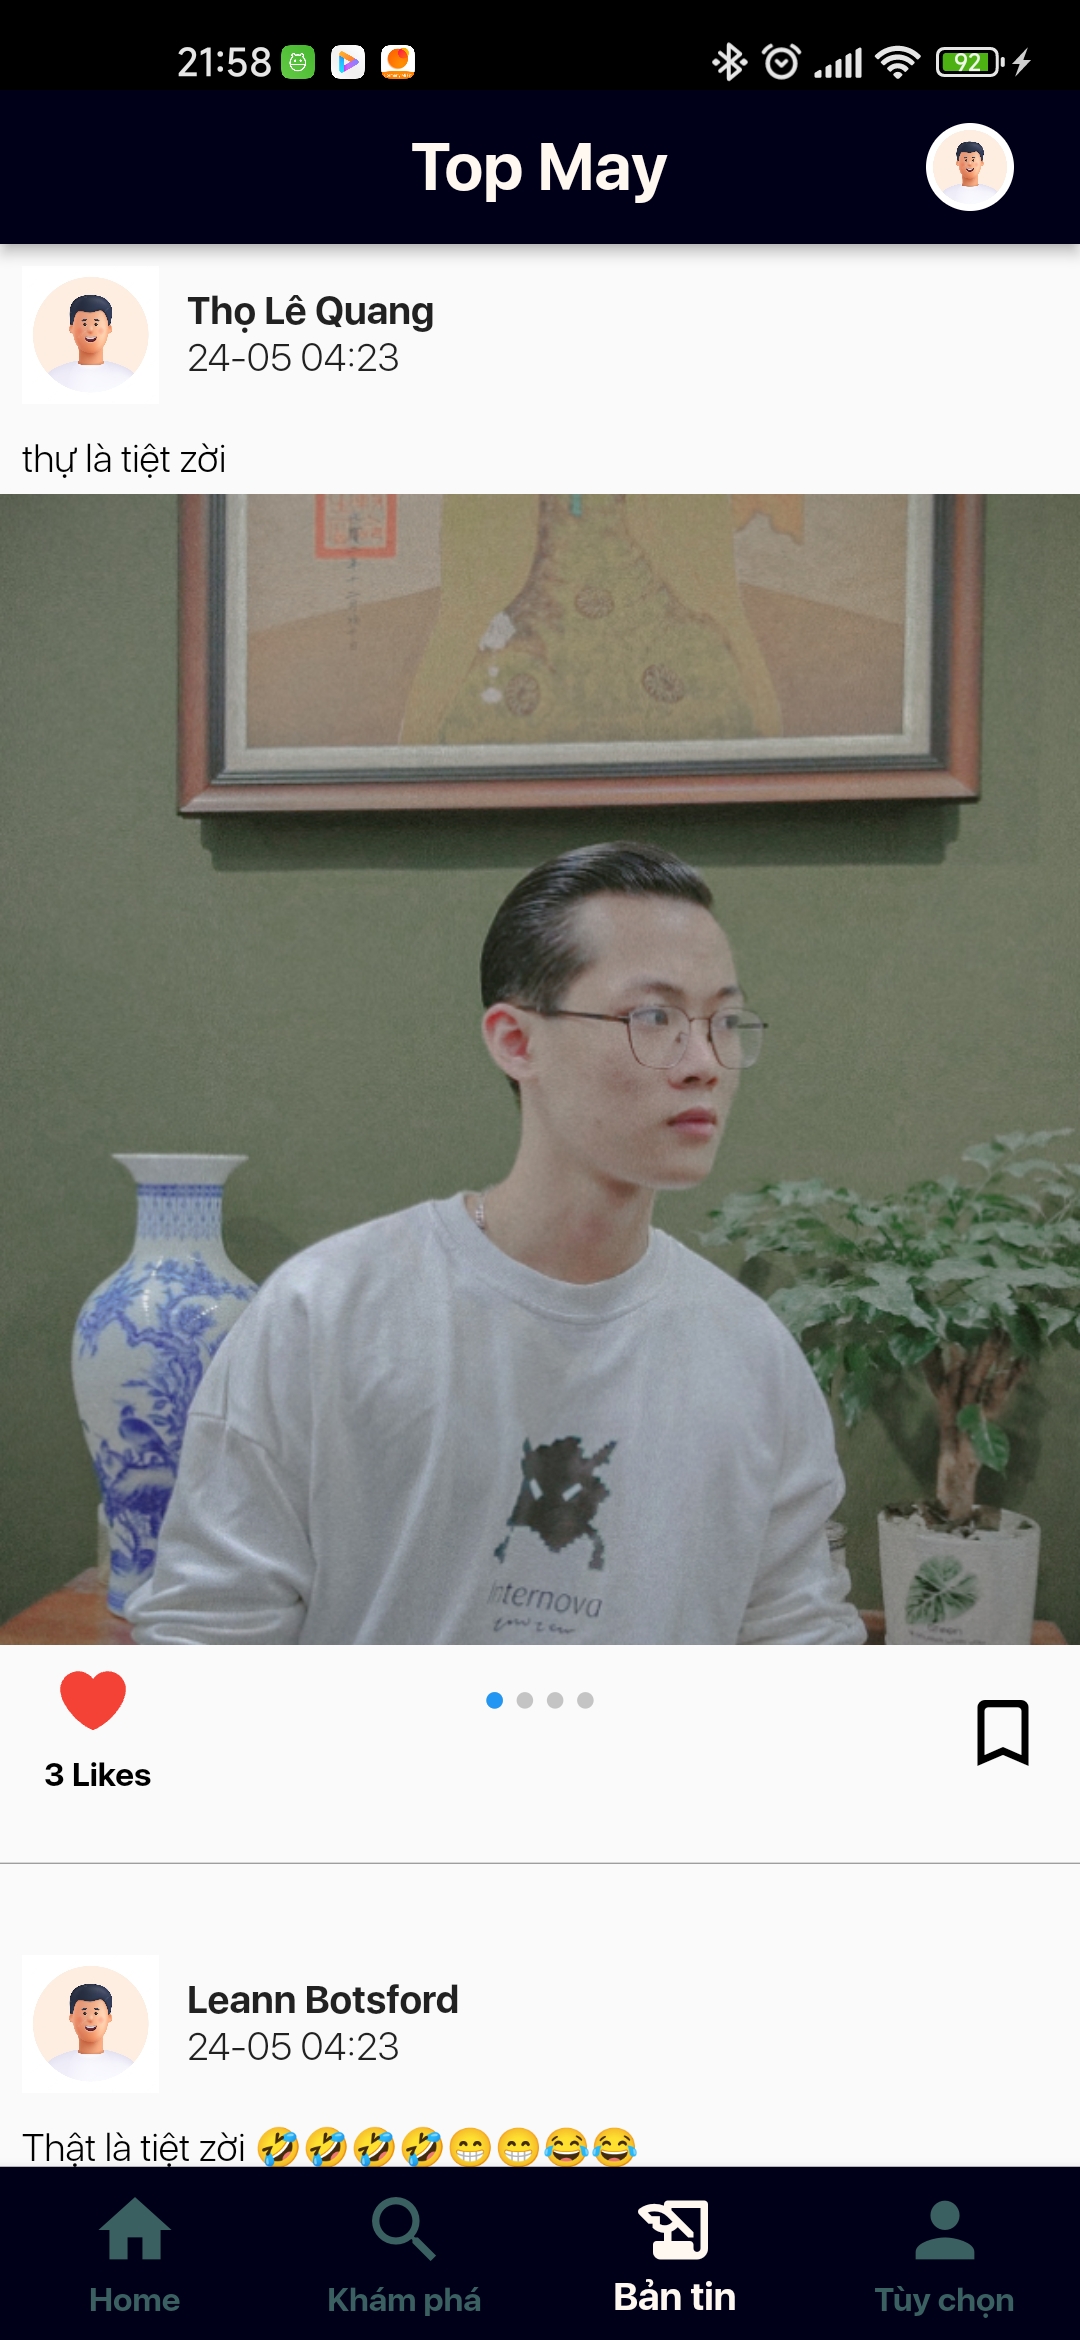 21:58
92
Top May
Thọ Lê Quang
24-05 04:23
thự là tiệt zời
Internova
3 Likes
Leann Botsford
24-05 04:23
Thật là tiệt zời 🤣🤣🤣🤣😁😁😂😂
Home
Khám phá
Bản tin
Tùy chọn